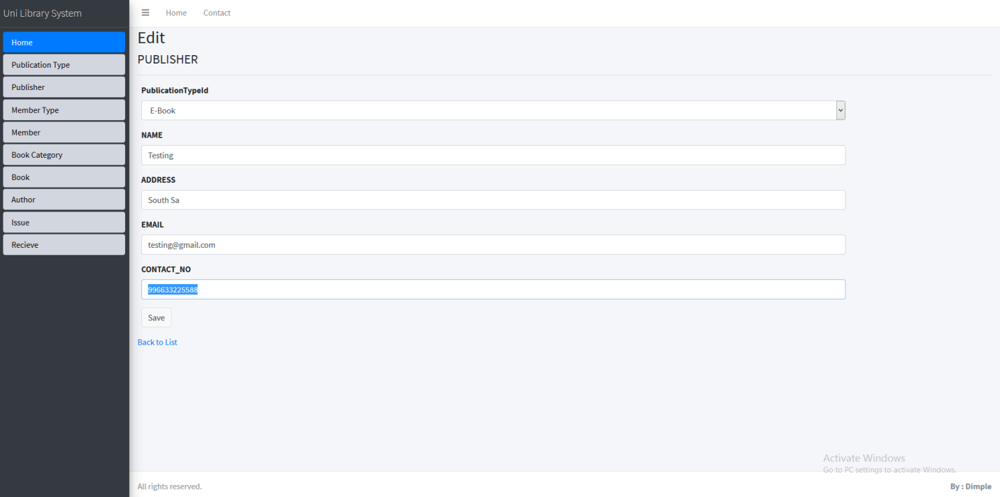 Uni Library System
Home
Publication Type
Publisher
Member Type
Member
Book Category
Book
Author
Issue
Recieve
Home Contact
Edit
PUBLISHER
PublicationTypeId
E-Book
NAME
Testing
ADDRESS
South Sa
EMAIL
testing@gmail.com
CONTACT_NO
996633225588
Save
Back to List
Activate Windows
Go to PC settings to activate Windows.
All rights reserved.
By : Dimple